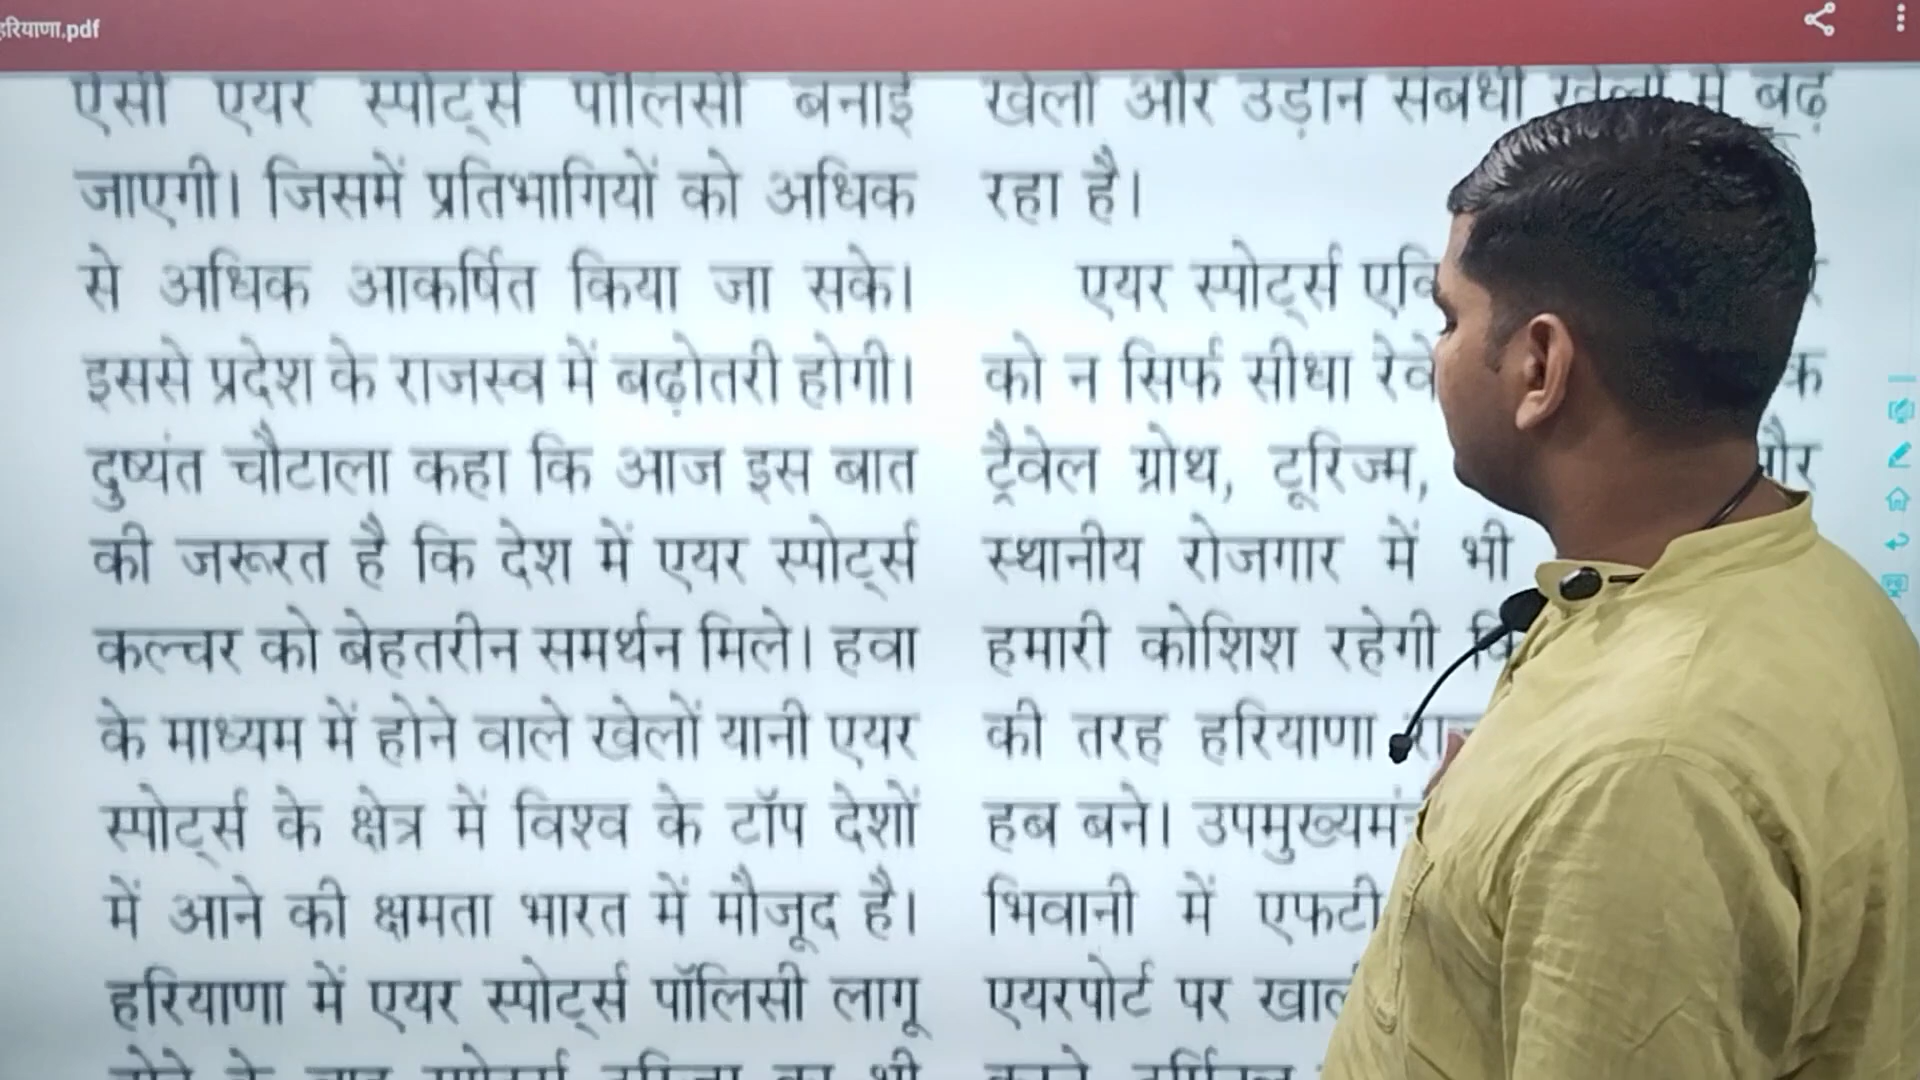 हरियाणा.pdf
ऐसी एयर स्पोर्ट्स पॉलिसी बनाई
जाएगी। जिसमें प्रतिभागियों को अधिक
से अधिक आकर्षित किया जा सके।
इससे प्रदेश के राजस्व में बढ़ोतरी होगी।
दुष्यंत चौटाला कहा कि आज इस बात
की जरूरत है कि देश में एयर स्पोर्ट्स
कल्चर को बेहतरीन समर्थन मिले। हवा
के माध्यम में होने वाले खेलों यानी एयर
स्पोर्ट्स के क्षेत्र में विश्व के टॉप देशों
में आने की क्षमता भारत में मौजूद है।
हरियाणा में एयर स्पोर्ट्स पॉलिसी लागू
खेलों और उड़ान संबंधी खेलों में बढ़
रहा है।
एयर स्पोर्ट्स
को न सिर्फ सीधा
ट्रैवेल ग्रोथ, टूरिज्म, और
स्थानीय रोजगार में भी
हमारी कोशिश रहेगी
की तरह हरियाणा
हब बने।
भिवानी में
एयरपोर्ट पर